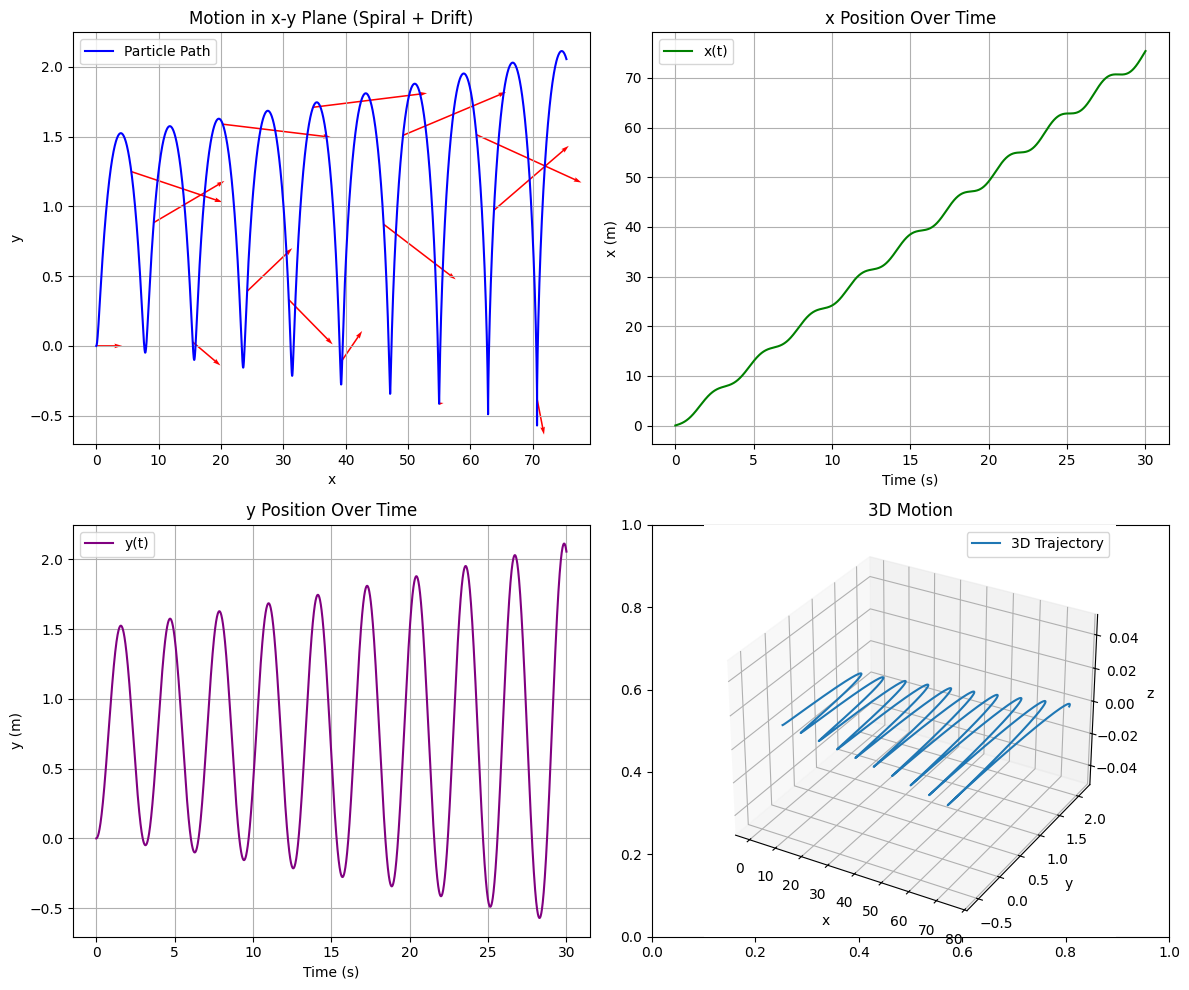 Motion in x-y Plane (Spiral + Drift)
Particle Path
2.0
1.5
1.0
0.5
0.0
−0.5
y
0 10 20 30 40 50 60 70
x
x Position Over Time
x(t)
70
60
50
40
30
20
10
0
x (m)
0 5 10 15 20 25 30
Time (s)
y Position Over Time
y(t)
2.0
1.5
1.0
0.5
0.0
−0.5
y (m)
0 5 10 15 20 25 30
Time (s)
3D Motion
3D Trajectory
1.0
0.8
0.6
0.4
0.2
0.0
0.0 0.2 0.4 0.6 0.8 1.0
0.04
0.02
0.00
−0.02
−0.04
z
2.0
1.5
1.0
0.5
0.0
−0.5
y
0 10 20 30 40 50 60 70 80
x